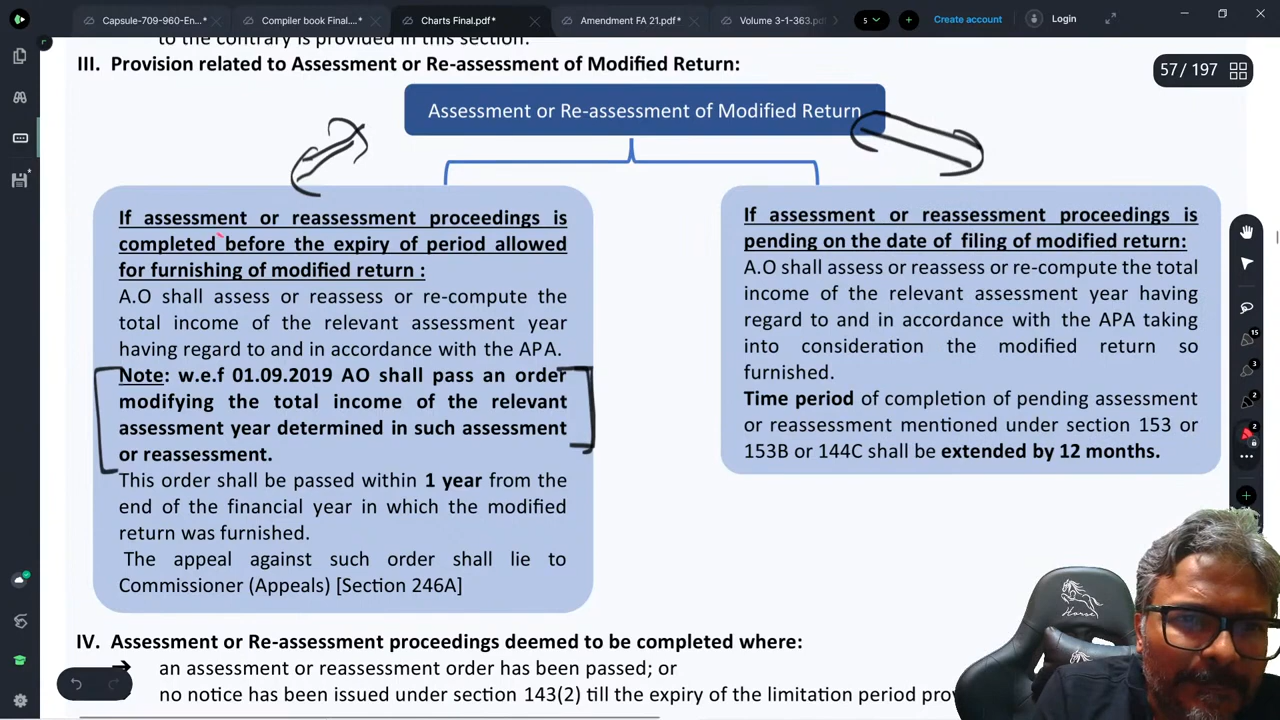 Capsule-709-960-En...*
Compiler book Final....*
Charts Final.pdf*
Amendment FA 21.pdf*
Volume 3-1-363.pdf
5
Create account
Login
to the contrary is provided in this section.
III. Provision related to Assessment or Re-assessment of Modified Return:
57 / 197
Assessment or Re-assessment of Modified Return
If assessment or reassessment proceedings is
completed before the expiry of period allowed
for furnishing of modified return :
A.O shall assess or reassess or re-compute the
total income of the relevant assessment year
having regard to and in accordance with the APA.
Note: w.e.f 01.09.2019 AO shall pass an order
modifying the total income of the relevant
assessment year determined in such assessment
or reassessment.
This order shall be passed within 1 year from the
end of the financial year in which the modified
return was furnished.
The appeal against such order shall lie to
Commissioner (Appeals) [Section 246A]
If assessment or reassessment proceedings is
pending on the date of filing of modified return:
A.O shall assess or reassess or re-compute the total
income of the relevant assessment year having
regard to and in accordance with the APA taking
into consideration the modified return so
furnished.
Time period of completion of pending assessment
or reassessment mentioned under section 153 or
153B or 144C shall be extended by 12 months.
15
3
2
2
IV. Assessment or Re-assessment proceedings deemed to be completed where:
→ an assessment or reassessment order has been passed; or
no notice has been issued under section 143(2) till the expiry of the limitation period
Horse